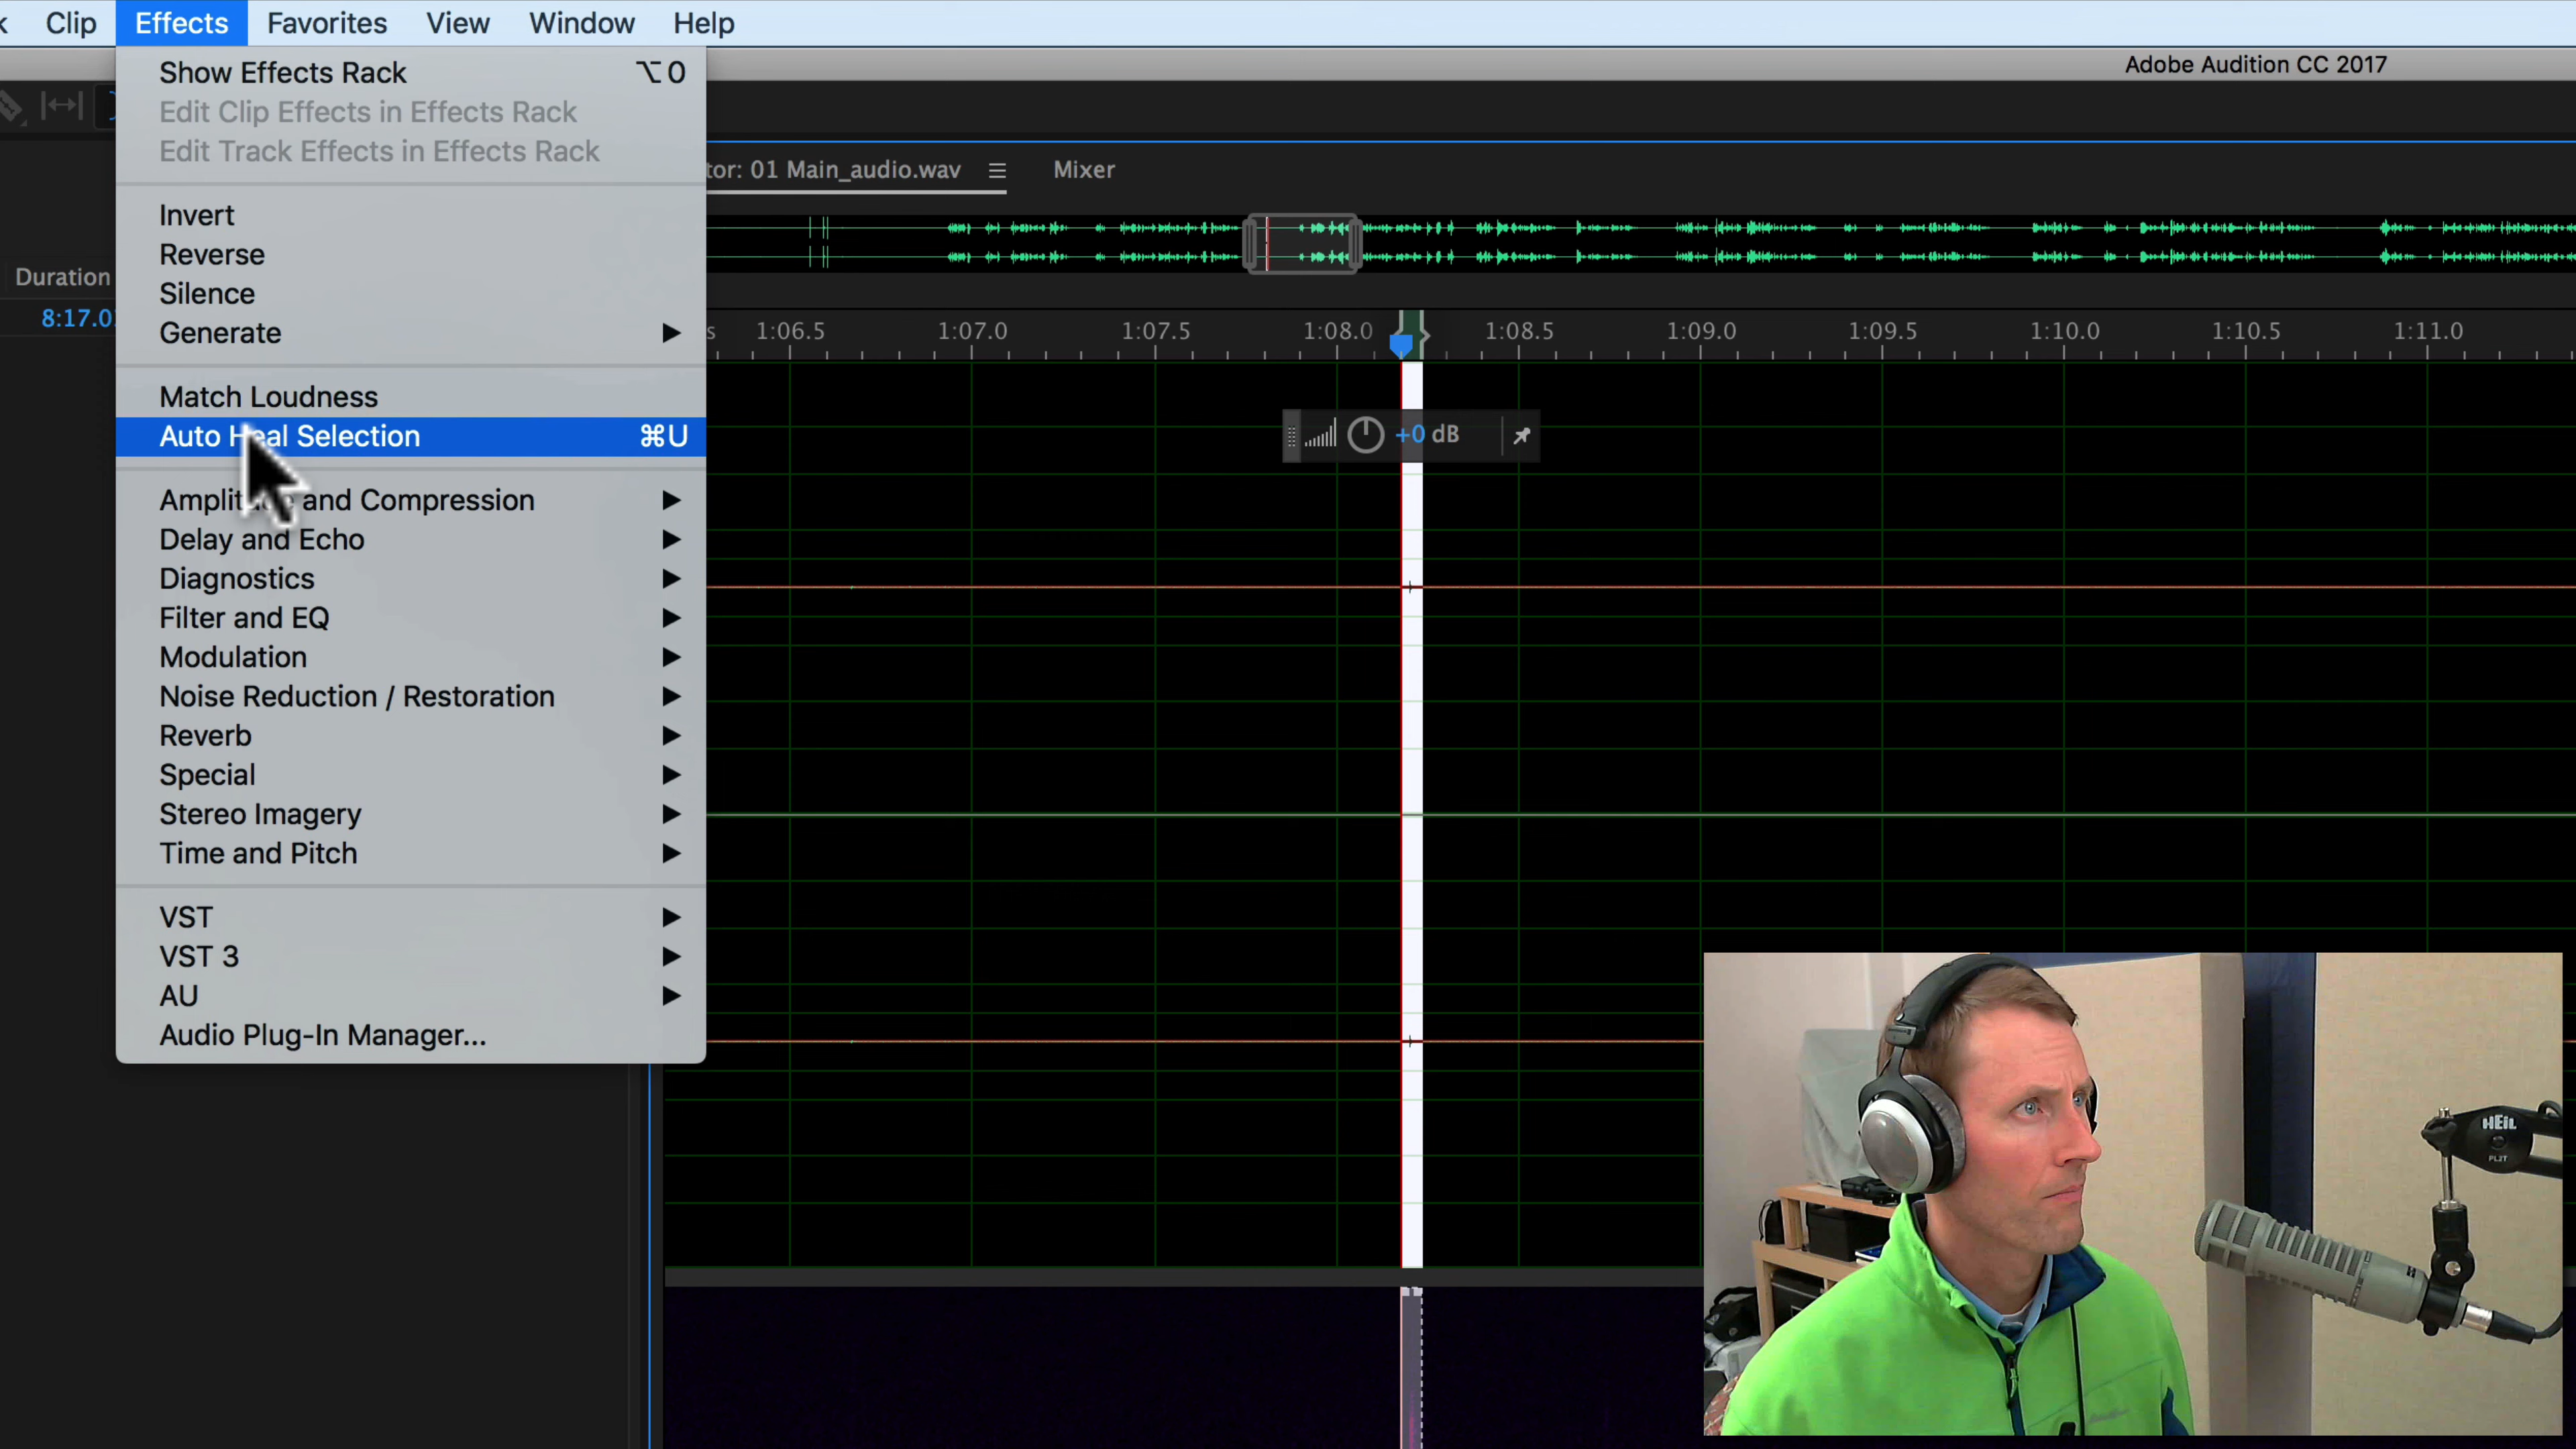 Clip Effects Favorites View Window Help
Adobe Audition CC 2017
Show Effects Rack ⌥0
Edit Clip Effects in Effects Rack
Edit Track Effects in Effects Rack
Invert
Reverse
Silence
Generate
Match Loudness
Auto Heal Selection ⌘U
Amplitude and Compression
Delay and Echo
Diagnostics
Filter and EQ
Modulation
Noise Reduction / Restoration
Reverb
Special
Stereo Imagery
Time and Pitch
VST
VST 3
AU
Audio Plug-In Manager...
Duration
8:17.0
tor: 01 Main_audio.wav Mixer
s 1:06.5 1:07.0 1:07.5 1:08.0 1:08.5 1:09.0 1:09.5 1:10.0 1:10.5 1:11.0
+0 dB
HEIL
PL2T